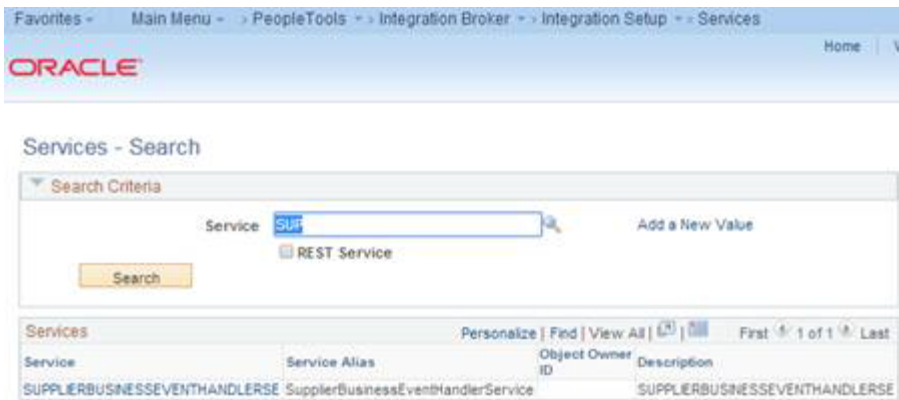 Favorites Main Menu > PeopleTools > Integration Broker > Integration Setup > Services
Home
ORACLE
Services - Search
Search Criteria
Service SUP Add a New Value
REST Service
Search
Services Personalize | Find | View All | | First 1 of 1 Last
Service Service Alias Object Owner ID Description
SUPPLIERBUSINESSEVENTHANDLERSE SupplierBusinessEventHandlerService SUPPLIERBUSINESSEVENTHANDLERSE